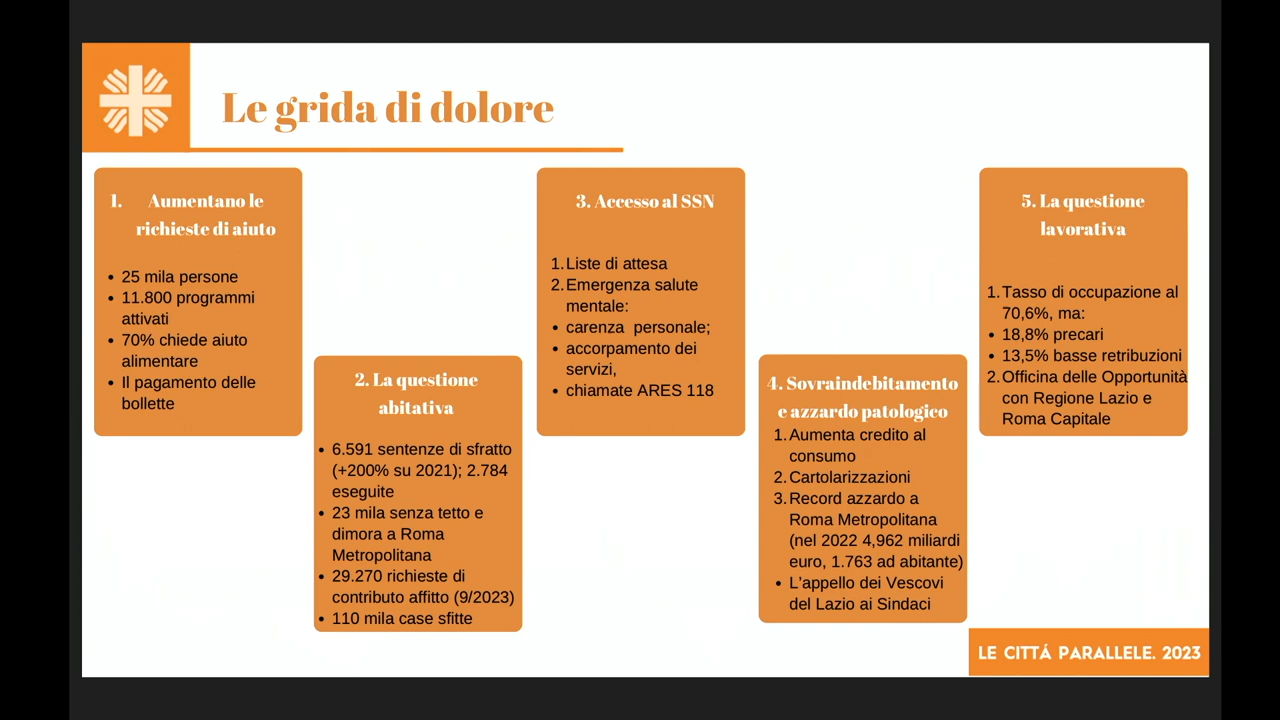 Le grida di dolore
1. Aumentano le
richieste di aiuto
• 25 mila persone
• 11.800 programmi
attivati
• 70% chiede aiuto
alimentare
• Il pagamento delle
bollette
2. La questione
abitativa
• 6.591 sentenze di sfratto
(+200% su 2021); 2.784
eseguite
• 23 mila senza tetto e
dimora a Roma
Metropolitana
• 29.270 richieste di
contributo affitto (9/2023)
• 110 mila case sfitte
3. Accesso al SSN
1. Liste di attesa
2. Emergenza salute
mentale:
• carenza personale;
• accorpamento dei
servizi,
• chiamate ARES 118
4. Sovraindebitamento
e azzardo patologico
1. Aumenta credito al
consumo
2. Cartolarizzazioni
3. Record azzardo a
Roma Metropolitana
(nel 2022 4,962 miliardi
euro, 1.763 ad abitante)
• L'appello dei Vescovi
del Lazio ai Sindaci
5. La questione
lavorativa
1. Tasso di occupazione al
70,6%, ma:
• 18,8% precari
• 13,5% basse retribuzioni
2. Officina delle Opportunità
con Regione Lazio e
Roma Capitale
LE CITTÁ PARALLELE. 2023